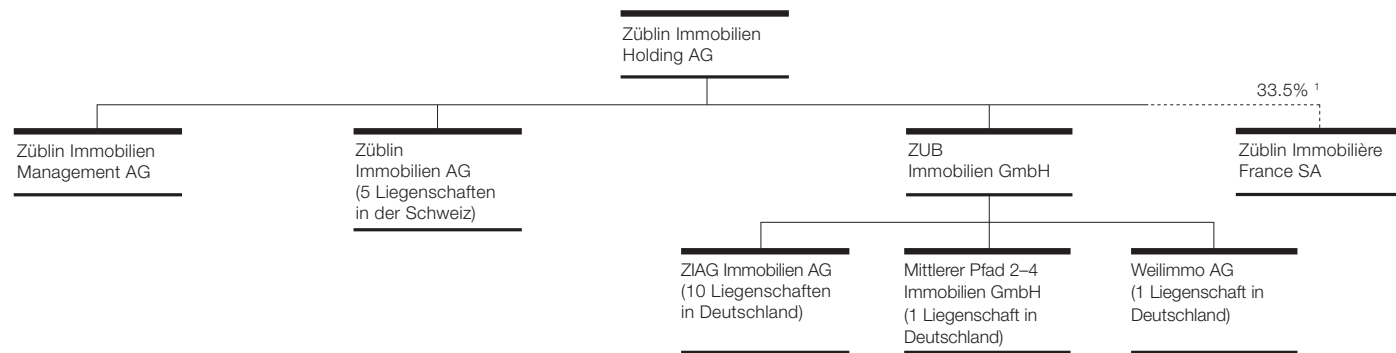 Züblin Immobilien
Holding AG
33.5% ¹
Züblin Immobilien
Management AG
Züblin
Immobilien AG
(5 Liegenschaften
in der Schweiz)
ZUB
Immobilien GmbH
Züblin Immobilière
France SA
ZIAG Immobilien AG
(10 Liegenschaften
in Deutschland)
Mittlerer Pfad 2–4
Immobilien GmbH
(1 Liegenschaft in
Deutschland)
Weilimmo AG
(1 Liegenschaft in
Deutschland)